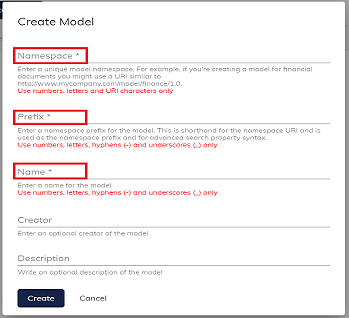 Create Model
Namespace *
Enter a unique model namespace. For example, if you're creating a model for financial
documents you might use a URI similar to
http://www.mycompany.com/model/finance/1.0.
Use numbers, letters and URI characters only
Prefix *
Enter a namespace prefix for the model. This is shorthand for the namespace URI and is
used as the namespace prefix and for advanced search property syntax.
Use numbers, letters, hyphens (-) and underscores (_) only
Name *
Enter a name for the model
Use numbers, letters, hyphens (-) and underscores (_) only
Creator
Enter an optional creator of the model
Description
Write an optional description of the model
Create Cancel